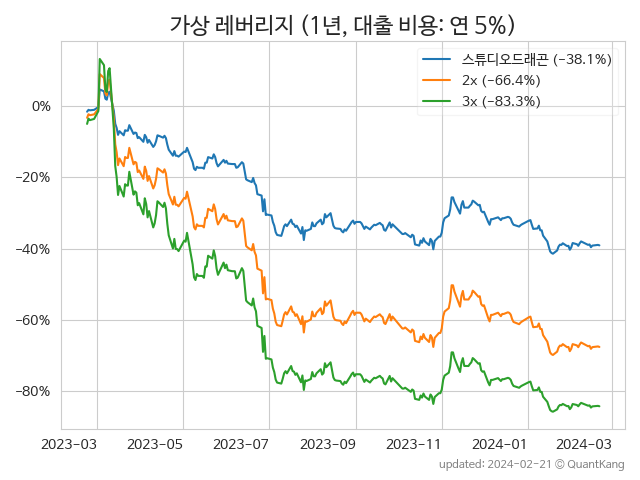 가상 레버리지 (1년, 대출 비용: 연 5%)
스튜디오드래곤 (-38.1%)
2x (-66.4%)
3x (-83.3%)
0%
-20%
-40%
-60%
-80%
2023-03 2023-05 2023-07 2023-09 2023-11 2024-01 2024-03
updated: 2024-02-21 © QuantKang